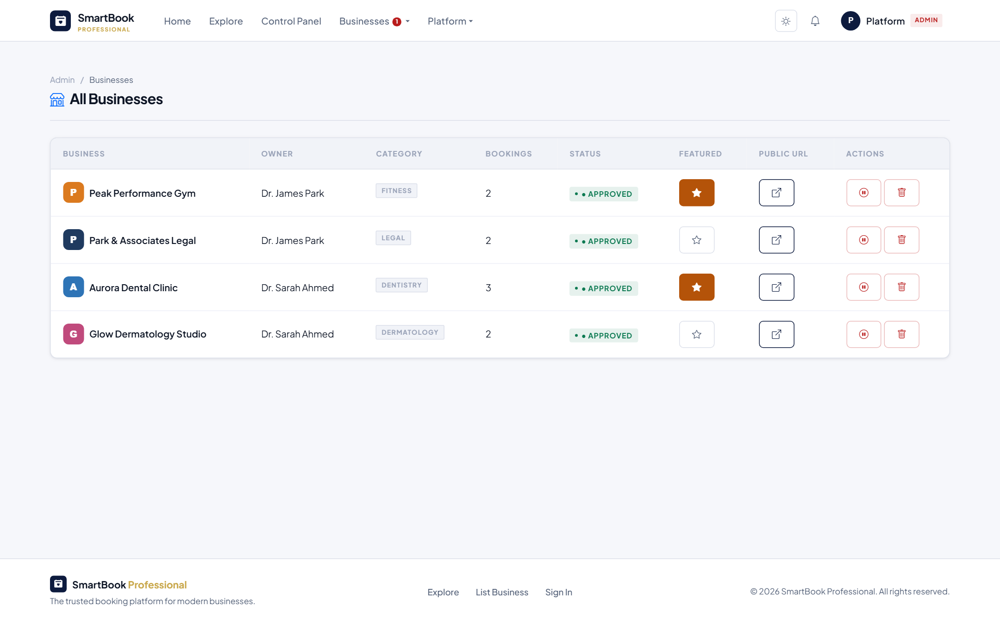 SmartBook
PROFESSIONAL
Home Explore Control Panel Businesses 1 Platform
P Platform ADMIN
Admin / Businesses
All Businesses
BUSINESS OWNER CATEGORY BOOKINGS STATUS FEATURED PUBLIC URL ACTIONS
P Peak Performance Gym Dr. James Park FITNESS 2 • • APPROVED
P Park & Associates Legal Dr. James Park LEGAL 2 • • APPROVED
A Aurora Dental Clinic Dr. Sarah Ahmed DENTISTRY 3 • • APPROVED
G Glow Dermatology Studio Dr. Sarah Ahmed DERMATOLOGY 2 • • APPROVED
SmartBook Professional
The trusted booking platform for modern businesses.
Explore List Business Sign In
© 2026 SmartBook Professional. All rights reserved.